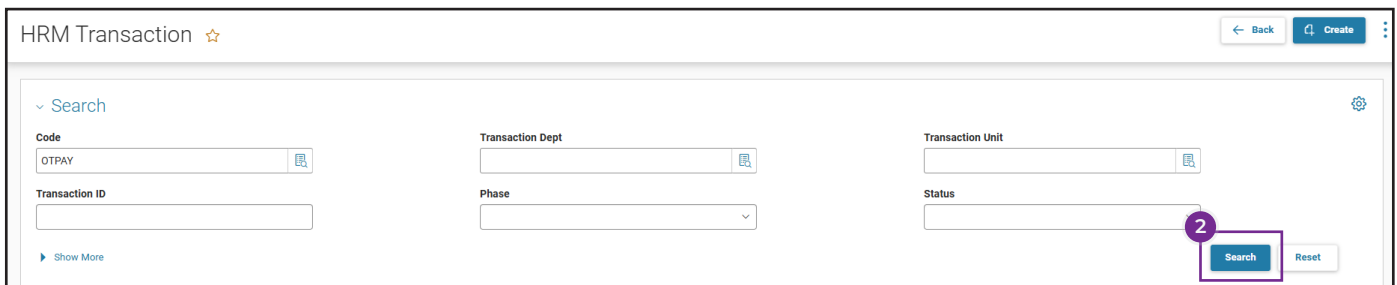 HRM Transaction
Back
Create
Search
Code
Transaction Dept
Transaction Unit
OTPAY
Transaction ID
Phase
Status
2
Show More
Search
Reset